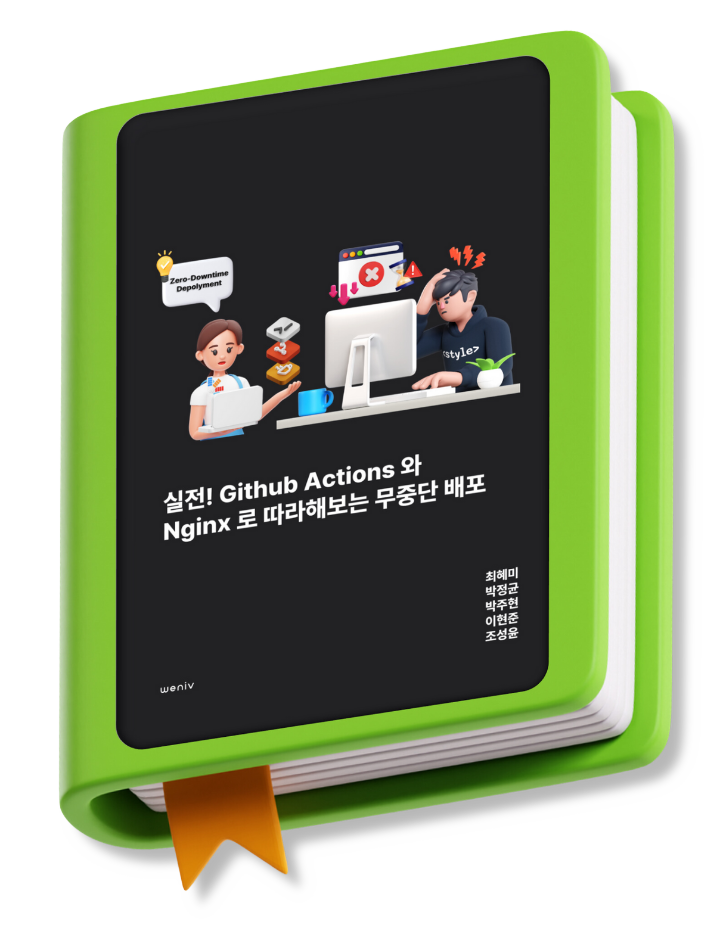 Zero-Downtime
Depolyment
<style>
실전! Github Actions 와
Nginx 로 따라해보는 무중단 배포
최혜미
박정균
박주현
이현준
조성윤
weniv